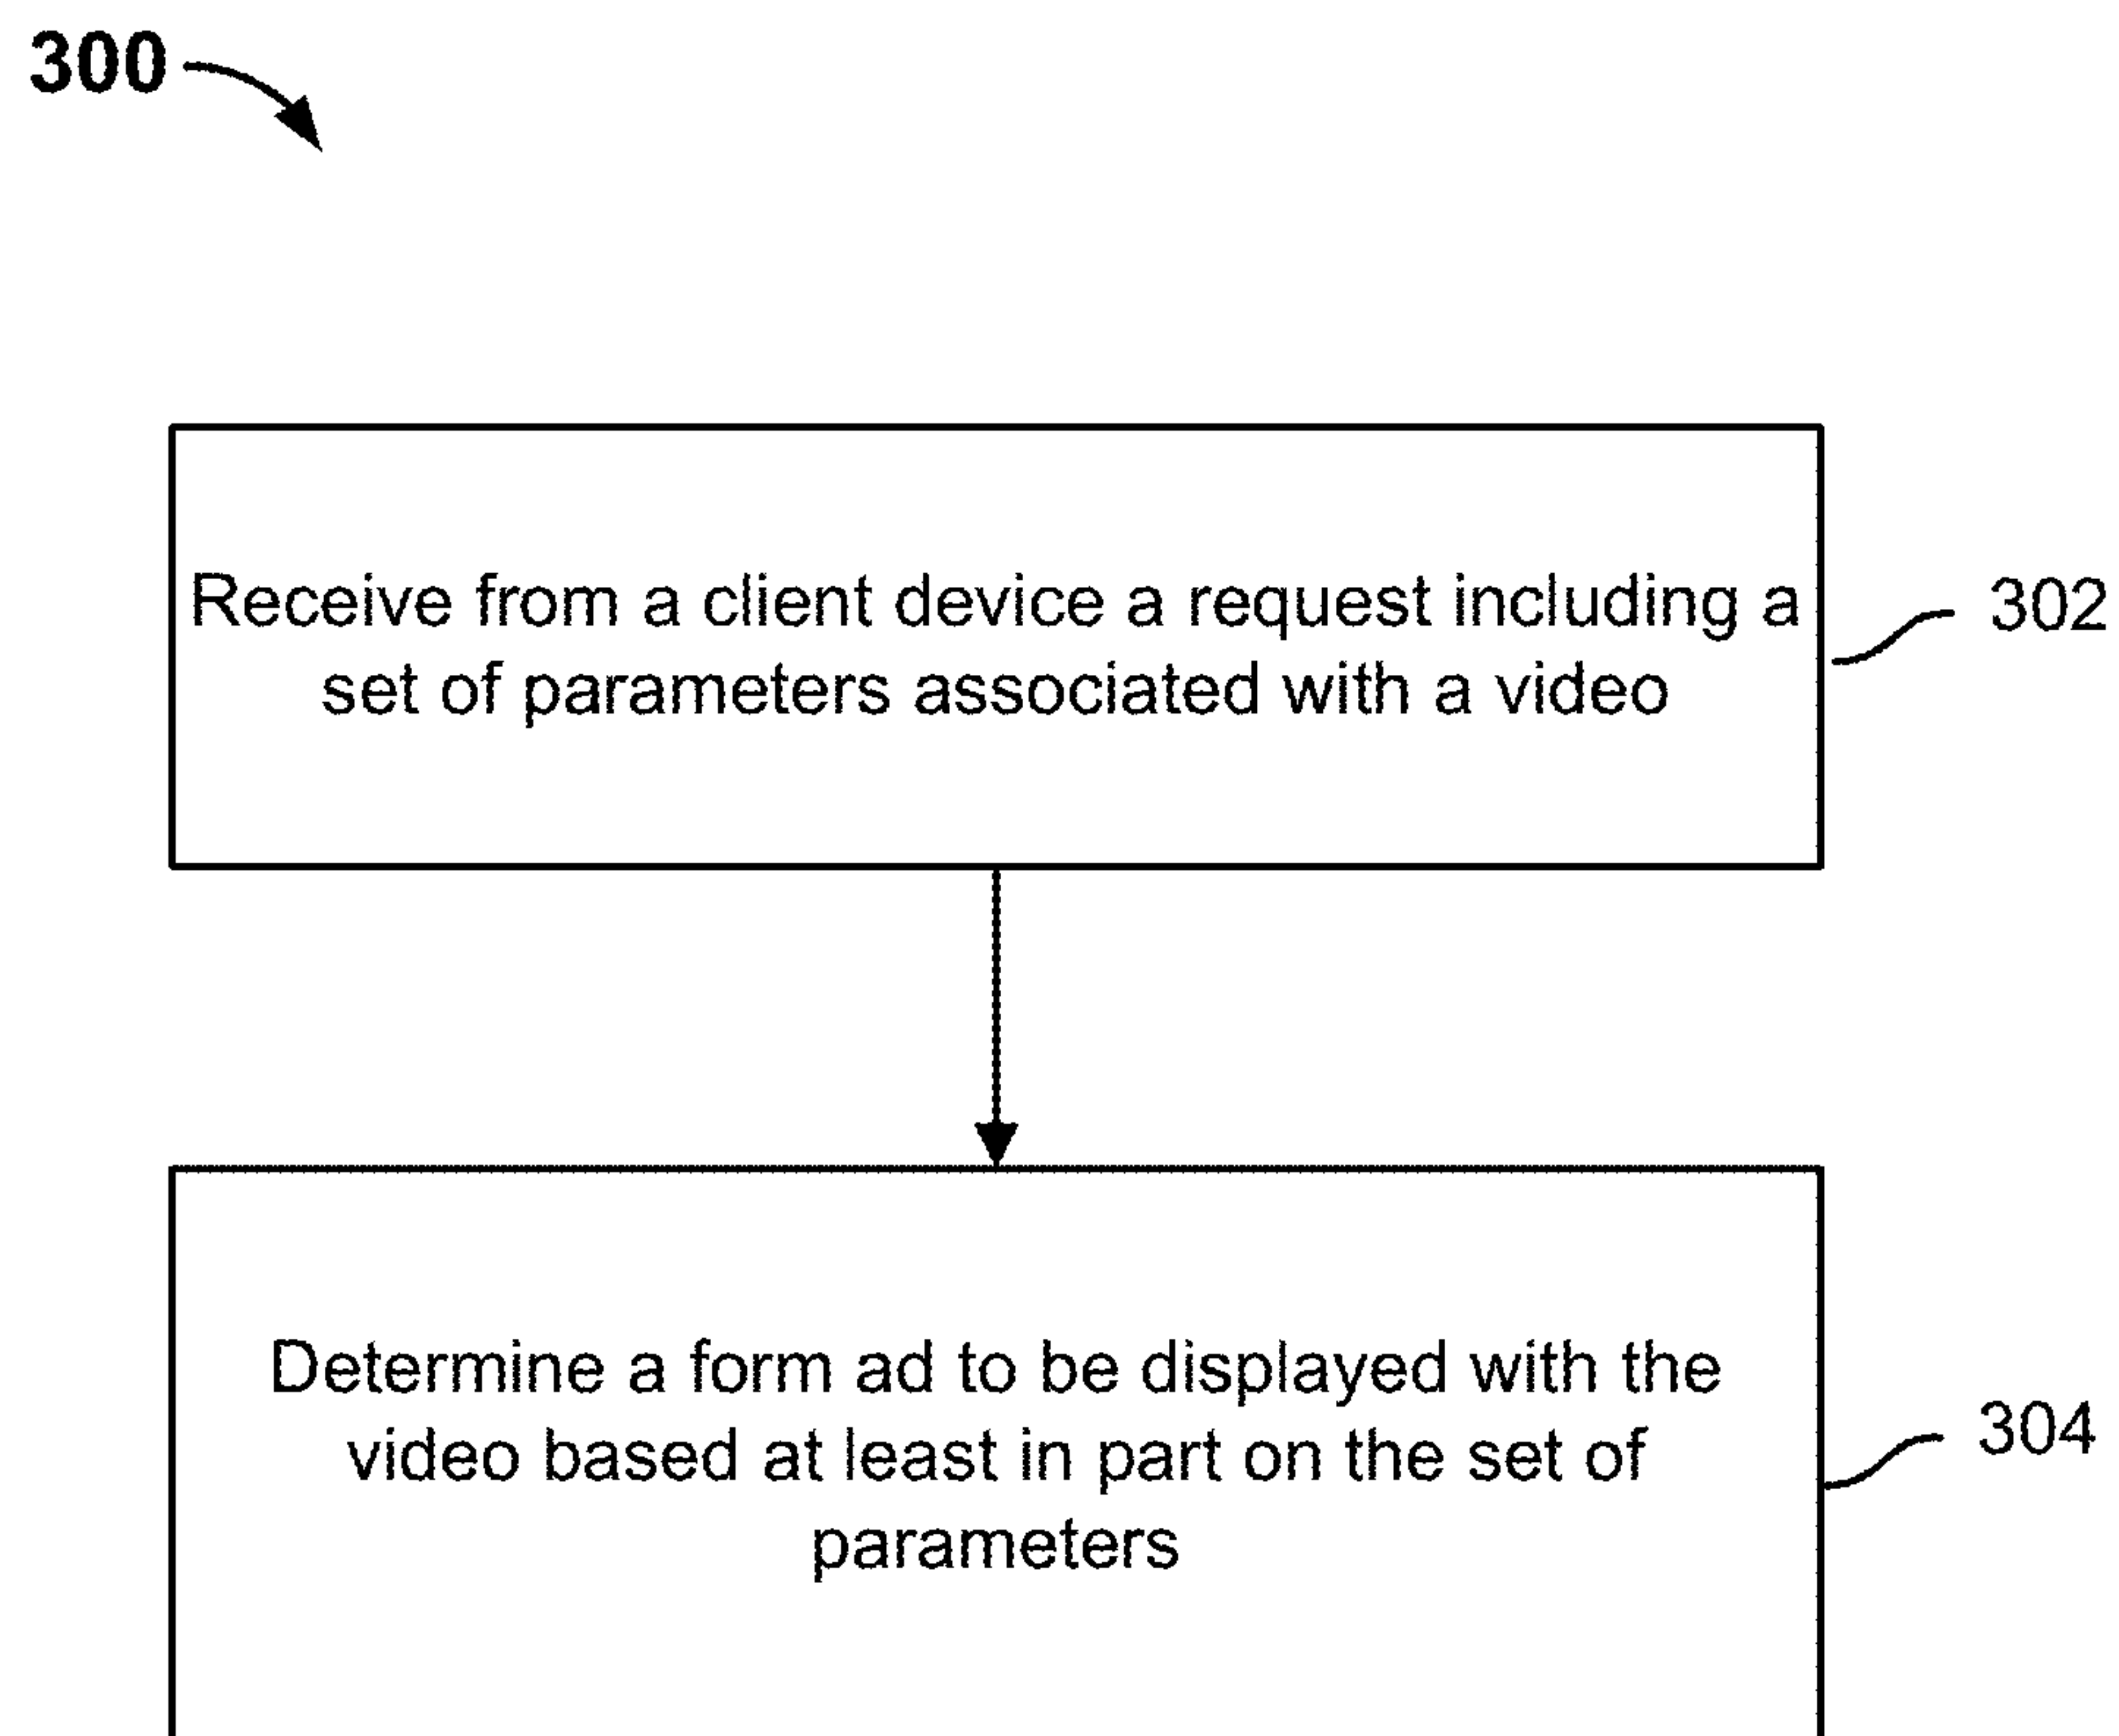 300
Receive from a client device a request including a
set of parameters associated with a video
302
Determine a form ad to be displayed with the
video based at least in part on the set of
parameters
304